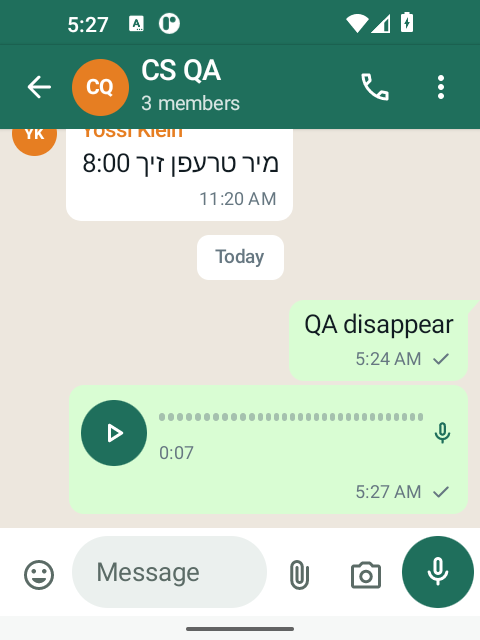 5:27
A
CQ
CS QA
3 members
YK
Yossi Klein
מיר טרעפן זיך 8:00
11:20 AM
Today
QA disappear
5:24 AM
0:07
5:27 AM
Message